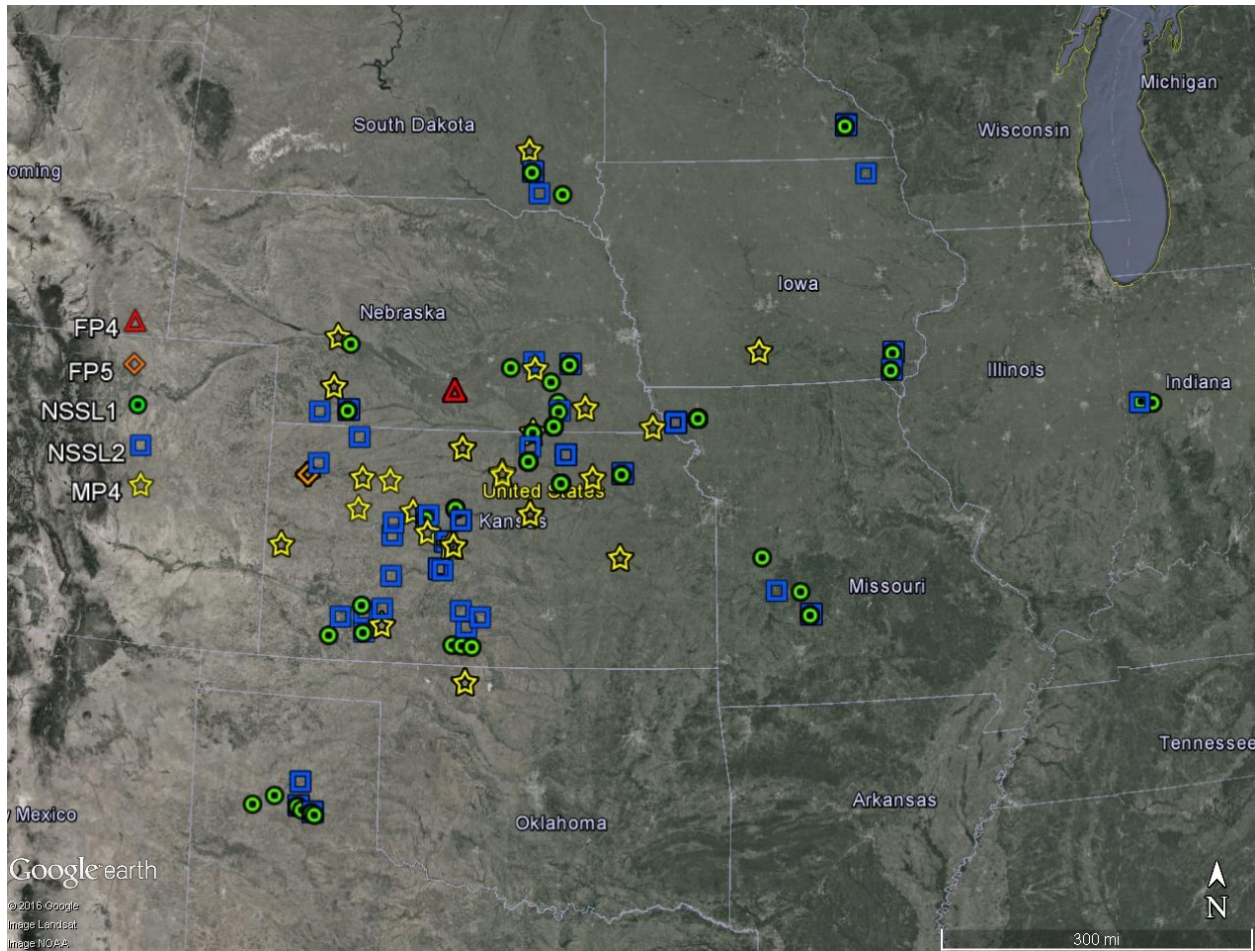 Michigan
South Dakota
Wisconsin
oming
Iowa
Nebraska
FP4
FP5
Illinois
Indiana
NSSL1
NSSL2
MP4
United States
Kansas
Missouri
Tennessee
Mexico
Arkansas
Oklahoma
Google earth
© 2016 Google
Image Landsat
Image NOAA
N
300 mi